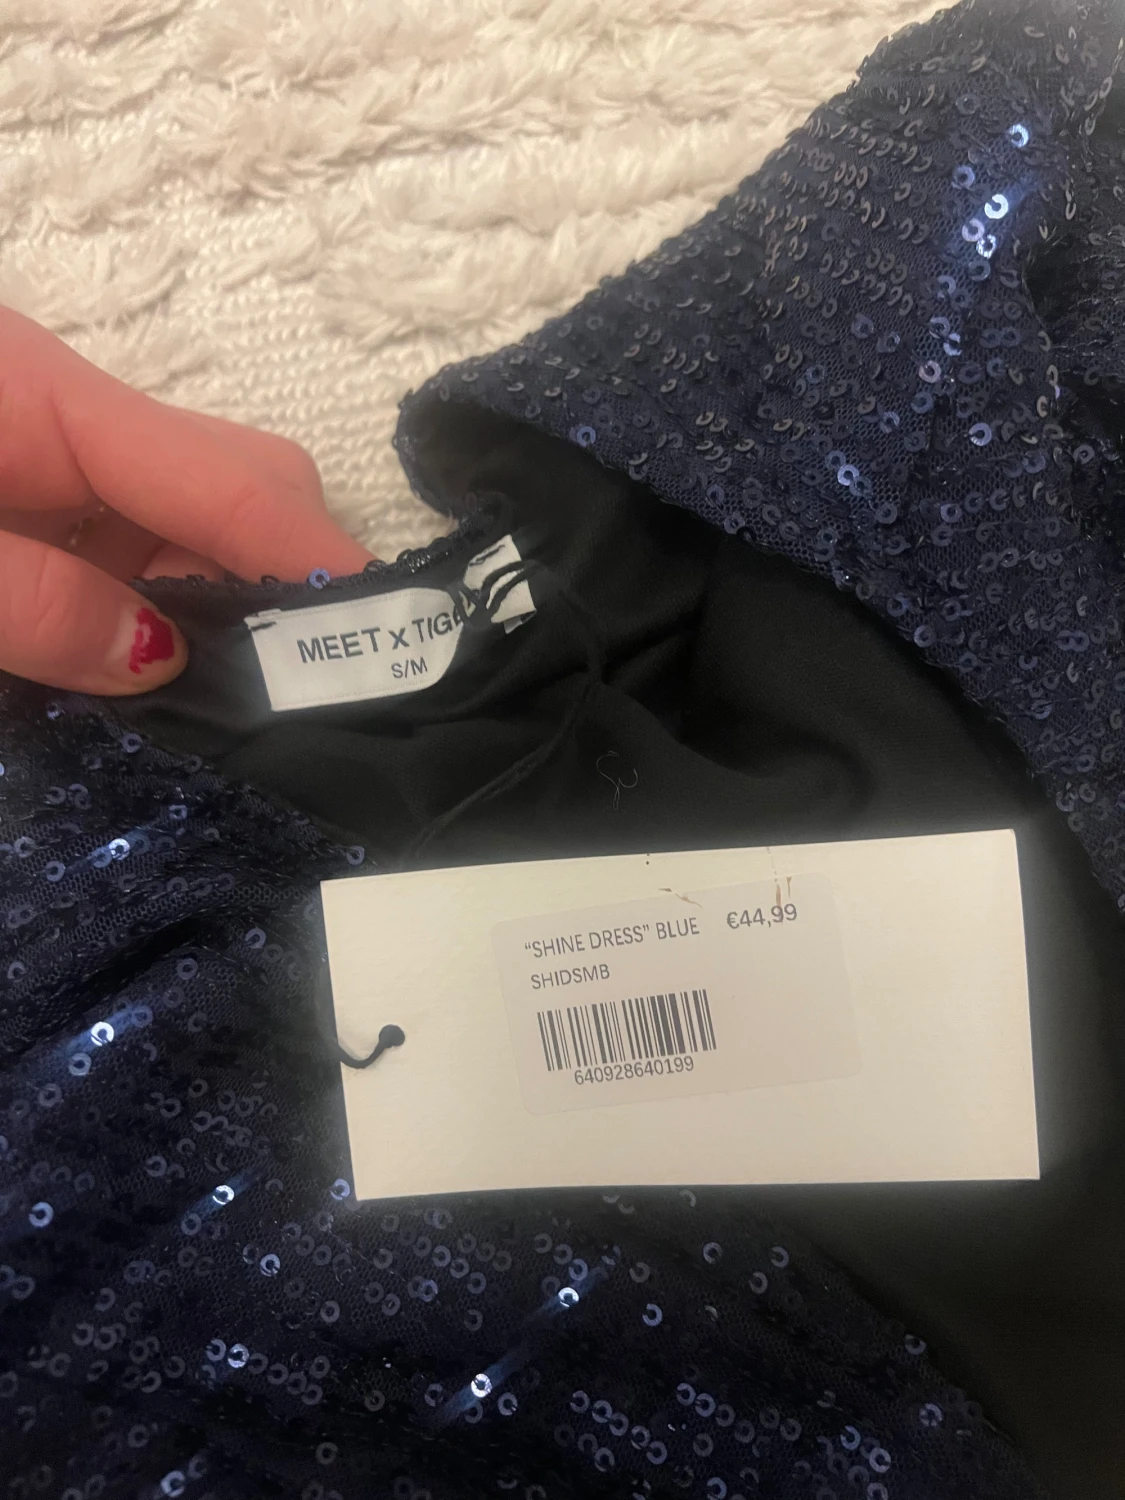 MEET X TIG
S/M
“SHINE DRESS” BLUE €44,99
SHIDSMB
640928640199